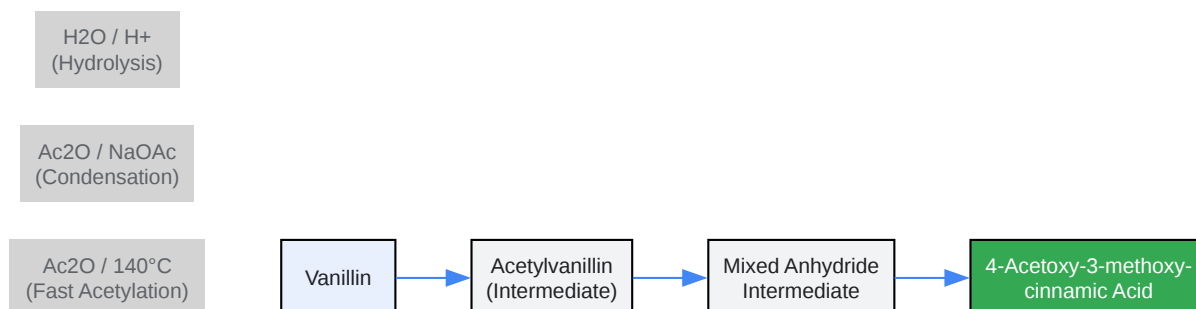 H2O / H+
(Hydrolysis)
Ac2O / NaOAc
(Condensation)
Ac2O / 140°C
(Fast Acetylation)
Vanillin
Acetylvanillin
(Intermediate)
Mixed Anhydride
Intermediate
4-Acetoxy-3-methoxy-
cinnamic Acid